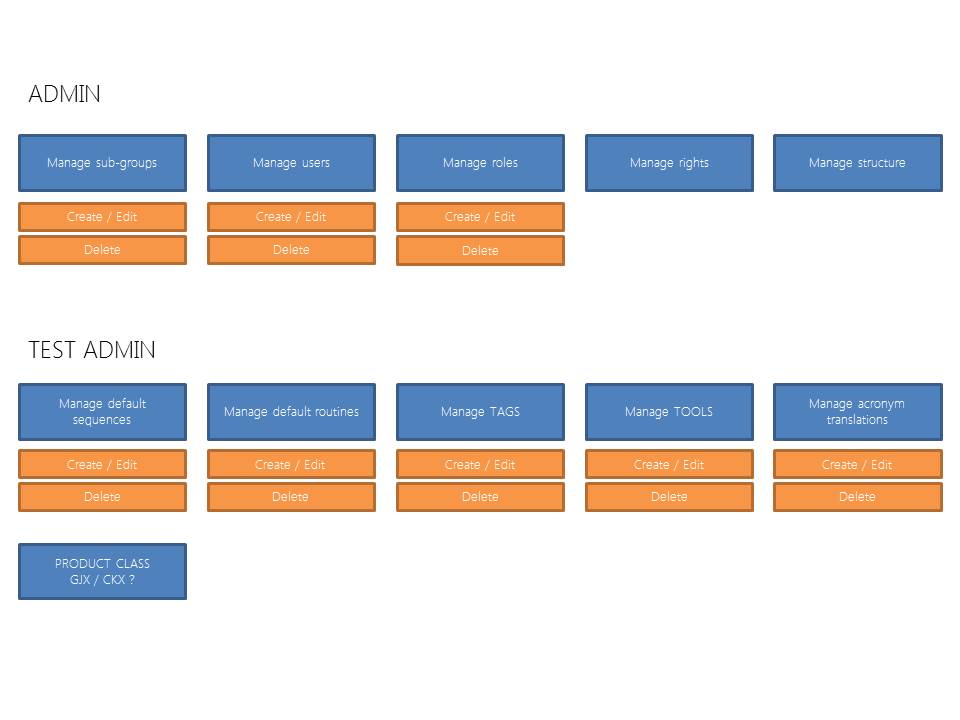 ADMIN
Manage sub-groups
Manage users
Manage roles
Manage rights
Manage structure
Create / Edit
Create / Edit
Create / Edit
Delete
Delete
Delete
TEST ADMIN
Manage default
sequences
Manage default routines
Manage TAGS
Manage TOOLS
Manage acronym
translations
Create / Edit
Create / Edit
Create / Edit
Create / Edit
Create / Edit
Delete
Delete
Delete
Delete
Delete
PRODUCT CLASS
GJX / CKX ?